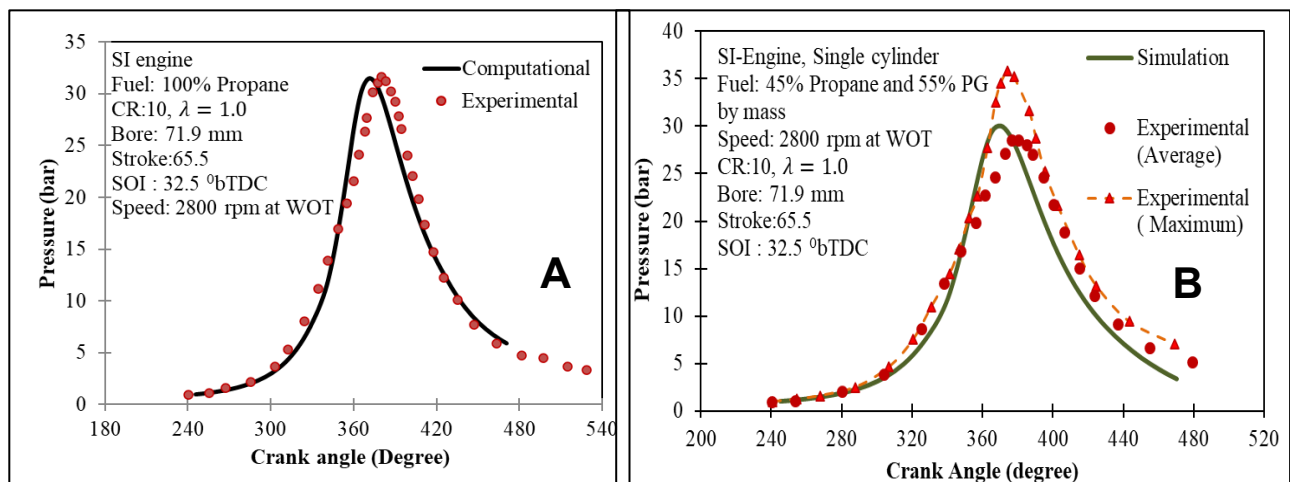 35
30
25
20
15
10
5
0
180
240
300
360
420
480
540
Pressure (bar)
Crank angle (Degree)
SI engine
Fuel: 100% Propane
CR:10, λ = 1.0
Bore: 71.9 mm
Stroke:65.5
SOI : 32.5 ⁰bTDC
Speed: 2800 rpm at WOT
Computational
Experimental
A
40
35
30
25
20
15
10
5
0
200
240
280
320
360
400
440
480
520
Pressure (bar)
Crank Angle (degree)
SI-Engine, Single cylinder
Fuel: 45% Propane and 55% PG
by mass
Speed: 2800 rpm at WOT
CR:10, λ = 1.0
Bore: 71.9 mm
Stroke:65.5
SOI : 32.5 ⁰bTDC
Simulation
Experimental
(Average)
Experimental
( Maximum)
B